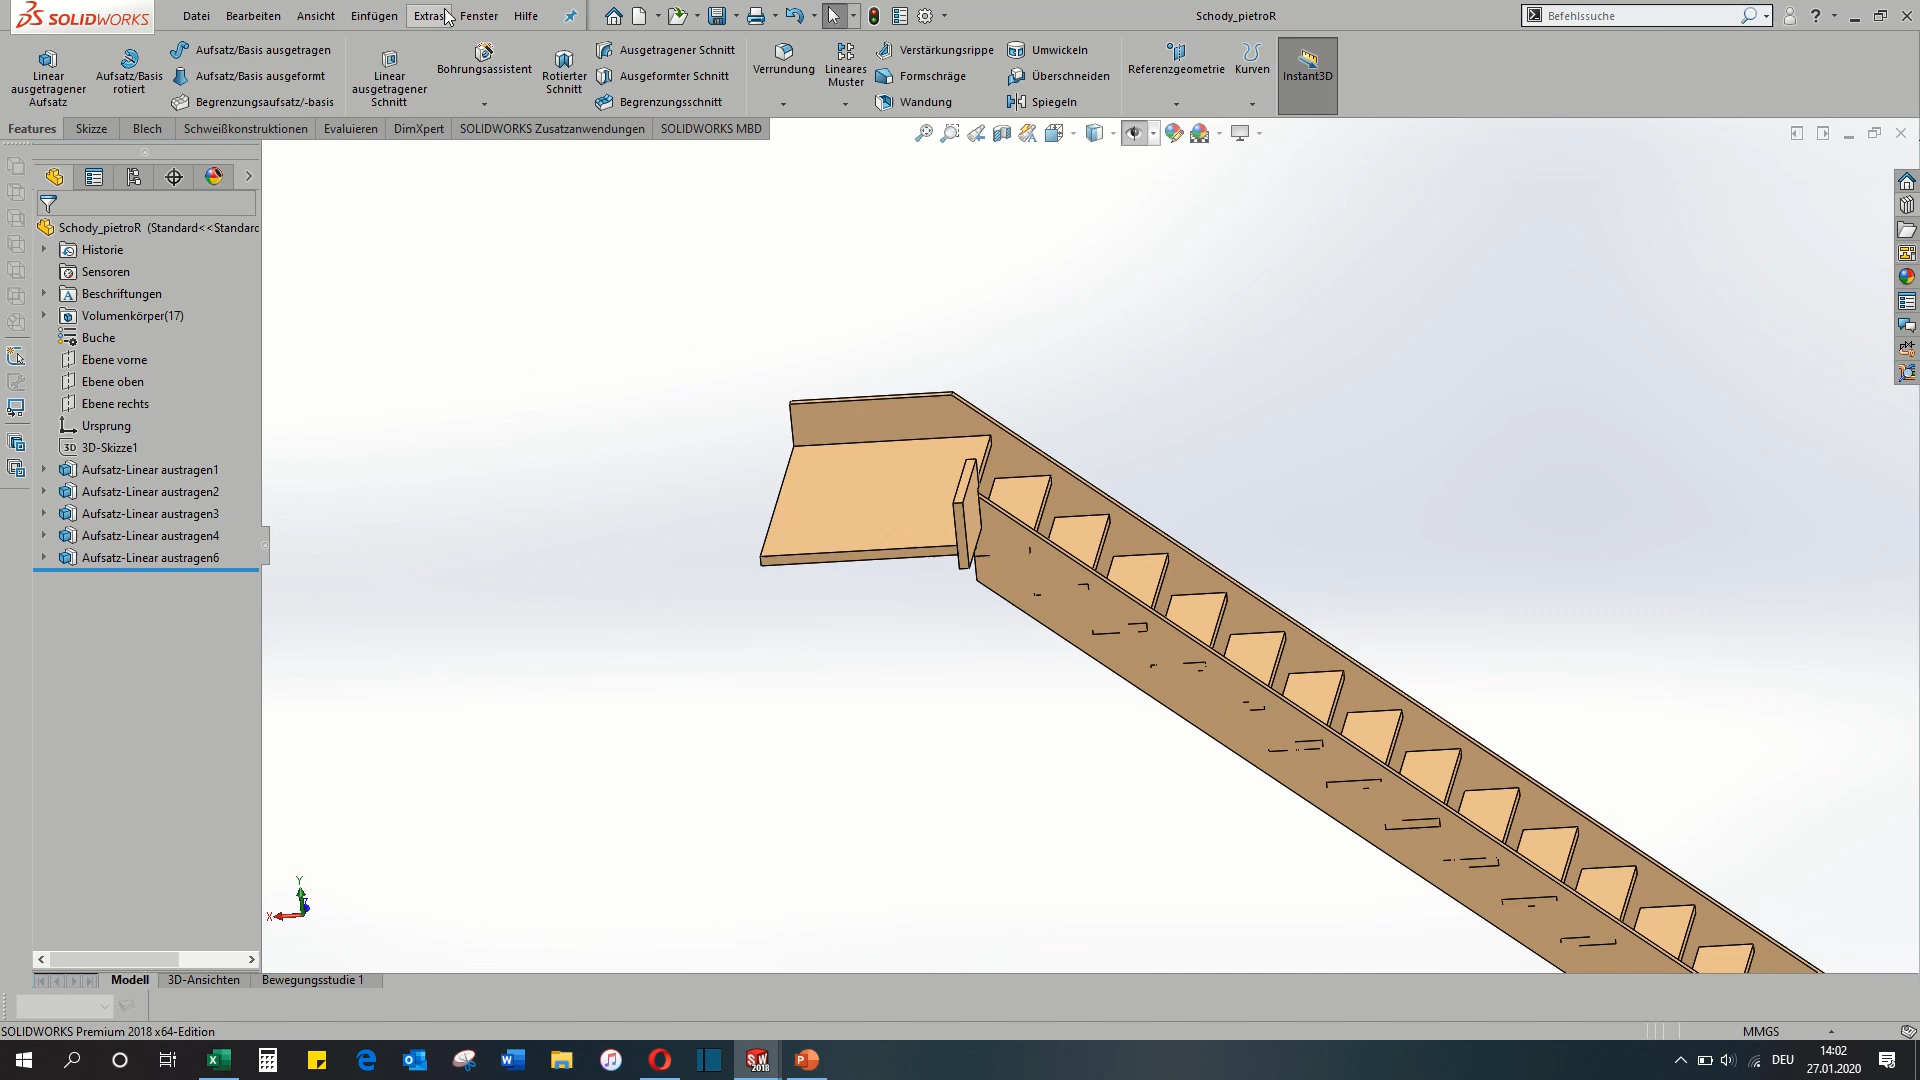 SOLIDWORKS
Datei Bearbeiten Ansicht Einfügen Extras Fenster Hilfe
Schody_pietroR
Befehlssuche
Linear ausgetragener Aufsatz
Aufsatz/Basis rotiert
Aufsatz/Basis ausgetragen
Aufsatz/Basis ausgeformt
Begrenzungsaufsatz/-basis
Linear ausgetragener Schnitt
Bohrungsassistent
Rotierter Schnitt
Ausgetragener Schnitt
Ausgeformter Schnitt
Begrenzungsschnitt
Verrundung
Lineares Muster
Verstärkungsrippe
Formschräge
Wandung
Umwickeln
Überschneiden
Spiegeln
Referenzgeometrie
Kurven
Instant3D
Features Skizze Blech Schweißkonstruktionen Evaluieren DimXpert SOLIDWORKS Zusatzanwendungen SOLIDWORKS MBD
Schody_pietroR (Standard<<Standard
Historie
Sensoren
Beschriftungen
Volumenkörper(17)
Buche
Ebene vorne
Ebene oben
Ebene rechts
Ursprung
3D-Skizze1
Aufsatz-Linear austragen1
Aufsatz-Linear austragen2
Aufsatz-Linear austragen3
Aufsatz-Linear austragen4
Aufsatz-Linear austragen6
Y
X
Modell 3D-Ansichten Bewegungsstudie 1
SOLIDWORKS Premium 2018 x64-Edition
MMGS
DEU
14:02
27.01.2020